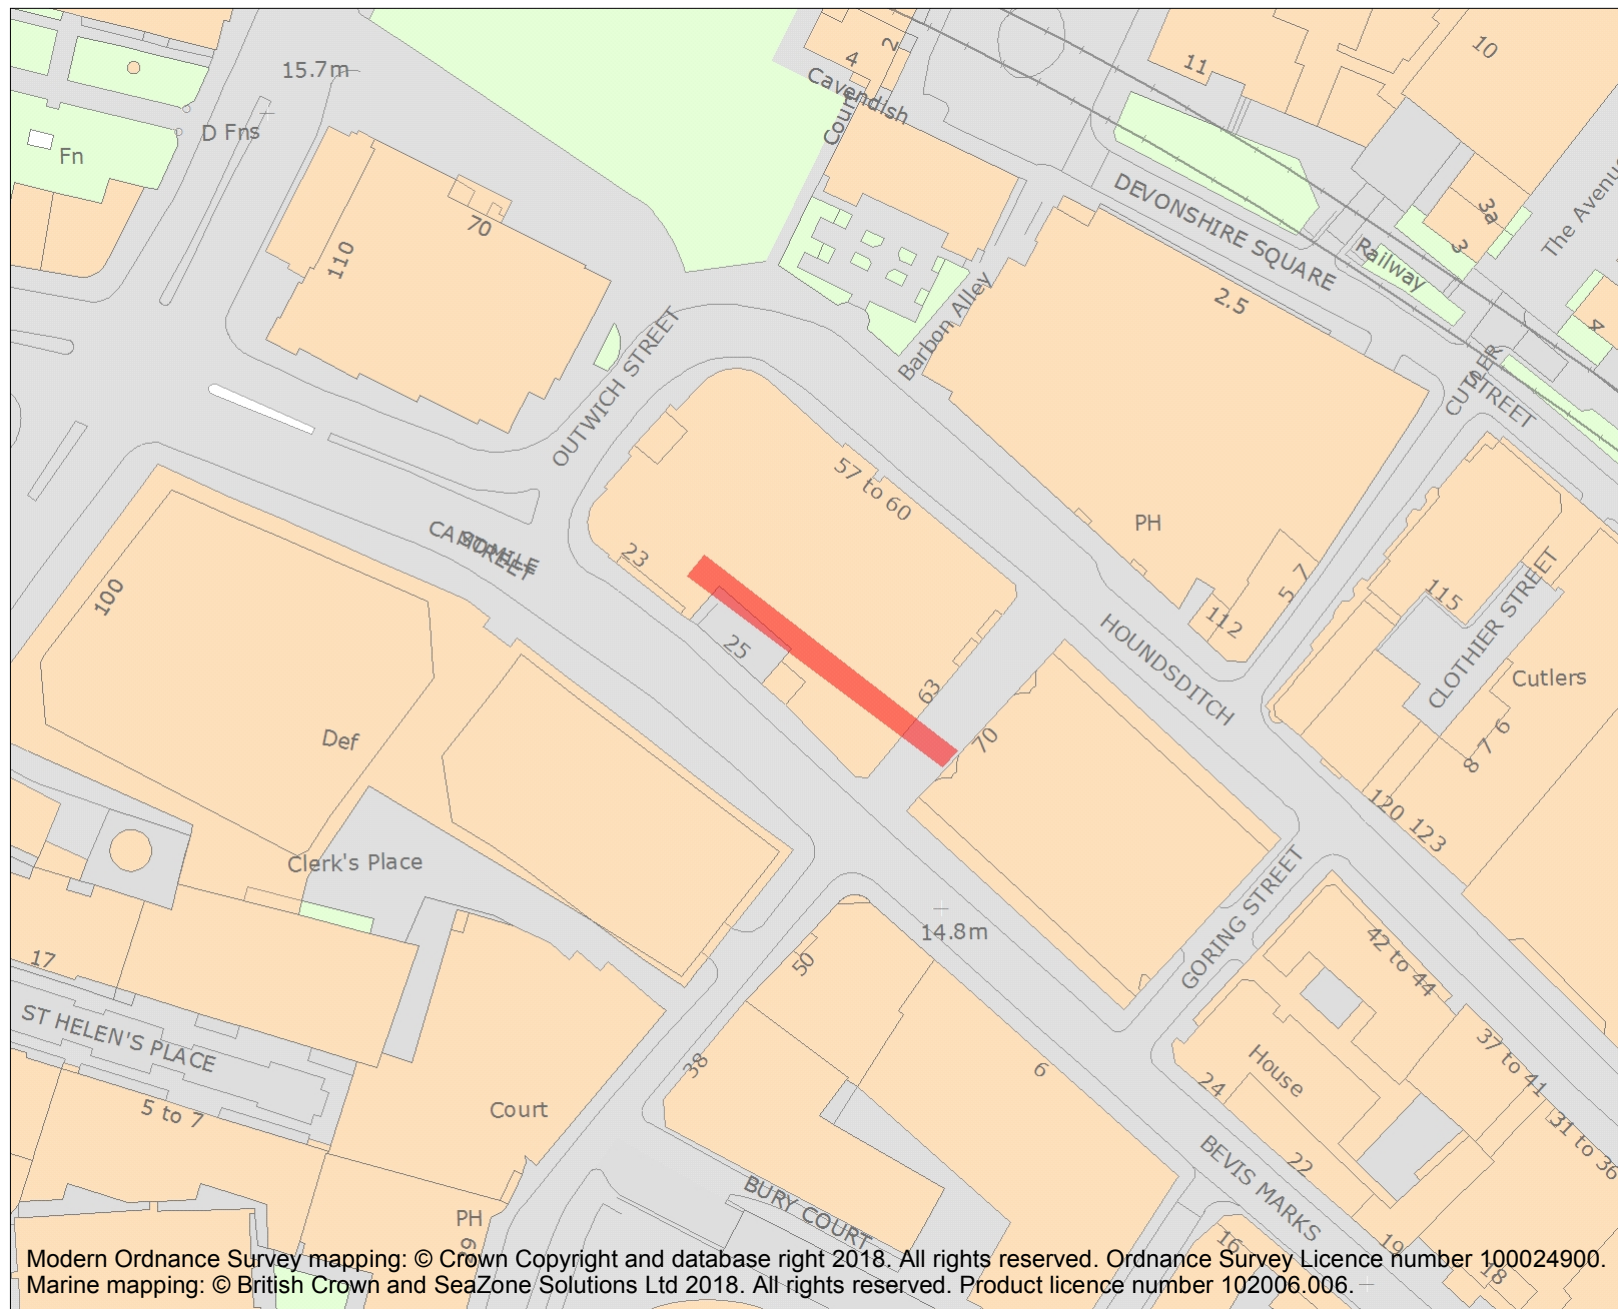 15.7m
D Fns
Fn
110
70
4
2
Cavendish
Court
11
10
DEVONSHIRE SQUARE
3a
3
4
The Avenue
Railway
2.5
Barbon Alley
CUTLER
STREET
OUTWICH STREET
57 to 60
PH
5 7
112
115
CLOTHIER STREET
Cutlers
8 7 6
120 123
CAMOMILE
STREET
23
25
63
70
HOUNDSDITCH
100
Def
Clerk's Place
17
ST HELEN'S PLACE
5 to 7
Court
PH
50
38
14.8m
GORING STREET
42 to 44
37 to 41
31 to 36
House
24
22
6
BEVIS MARKS
BURY COURT
16
19
18
Modern Ordnance Survey mapping: © Crown Copyright and database right 2018. All rights reserved. Ordnance Survey Licence number 100024900.
Marine mapping: © British Crown and SeaZone Solutions Ltd 2018. All rights reserved. Product licence number 102006.006.